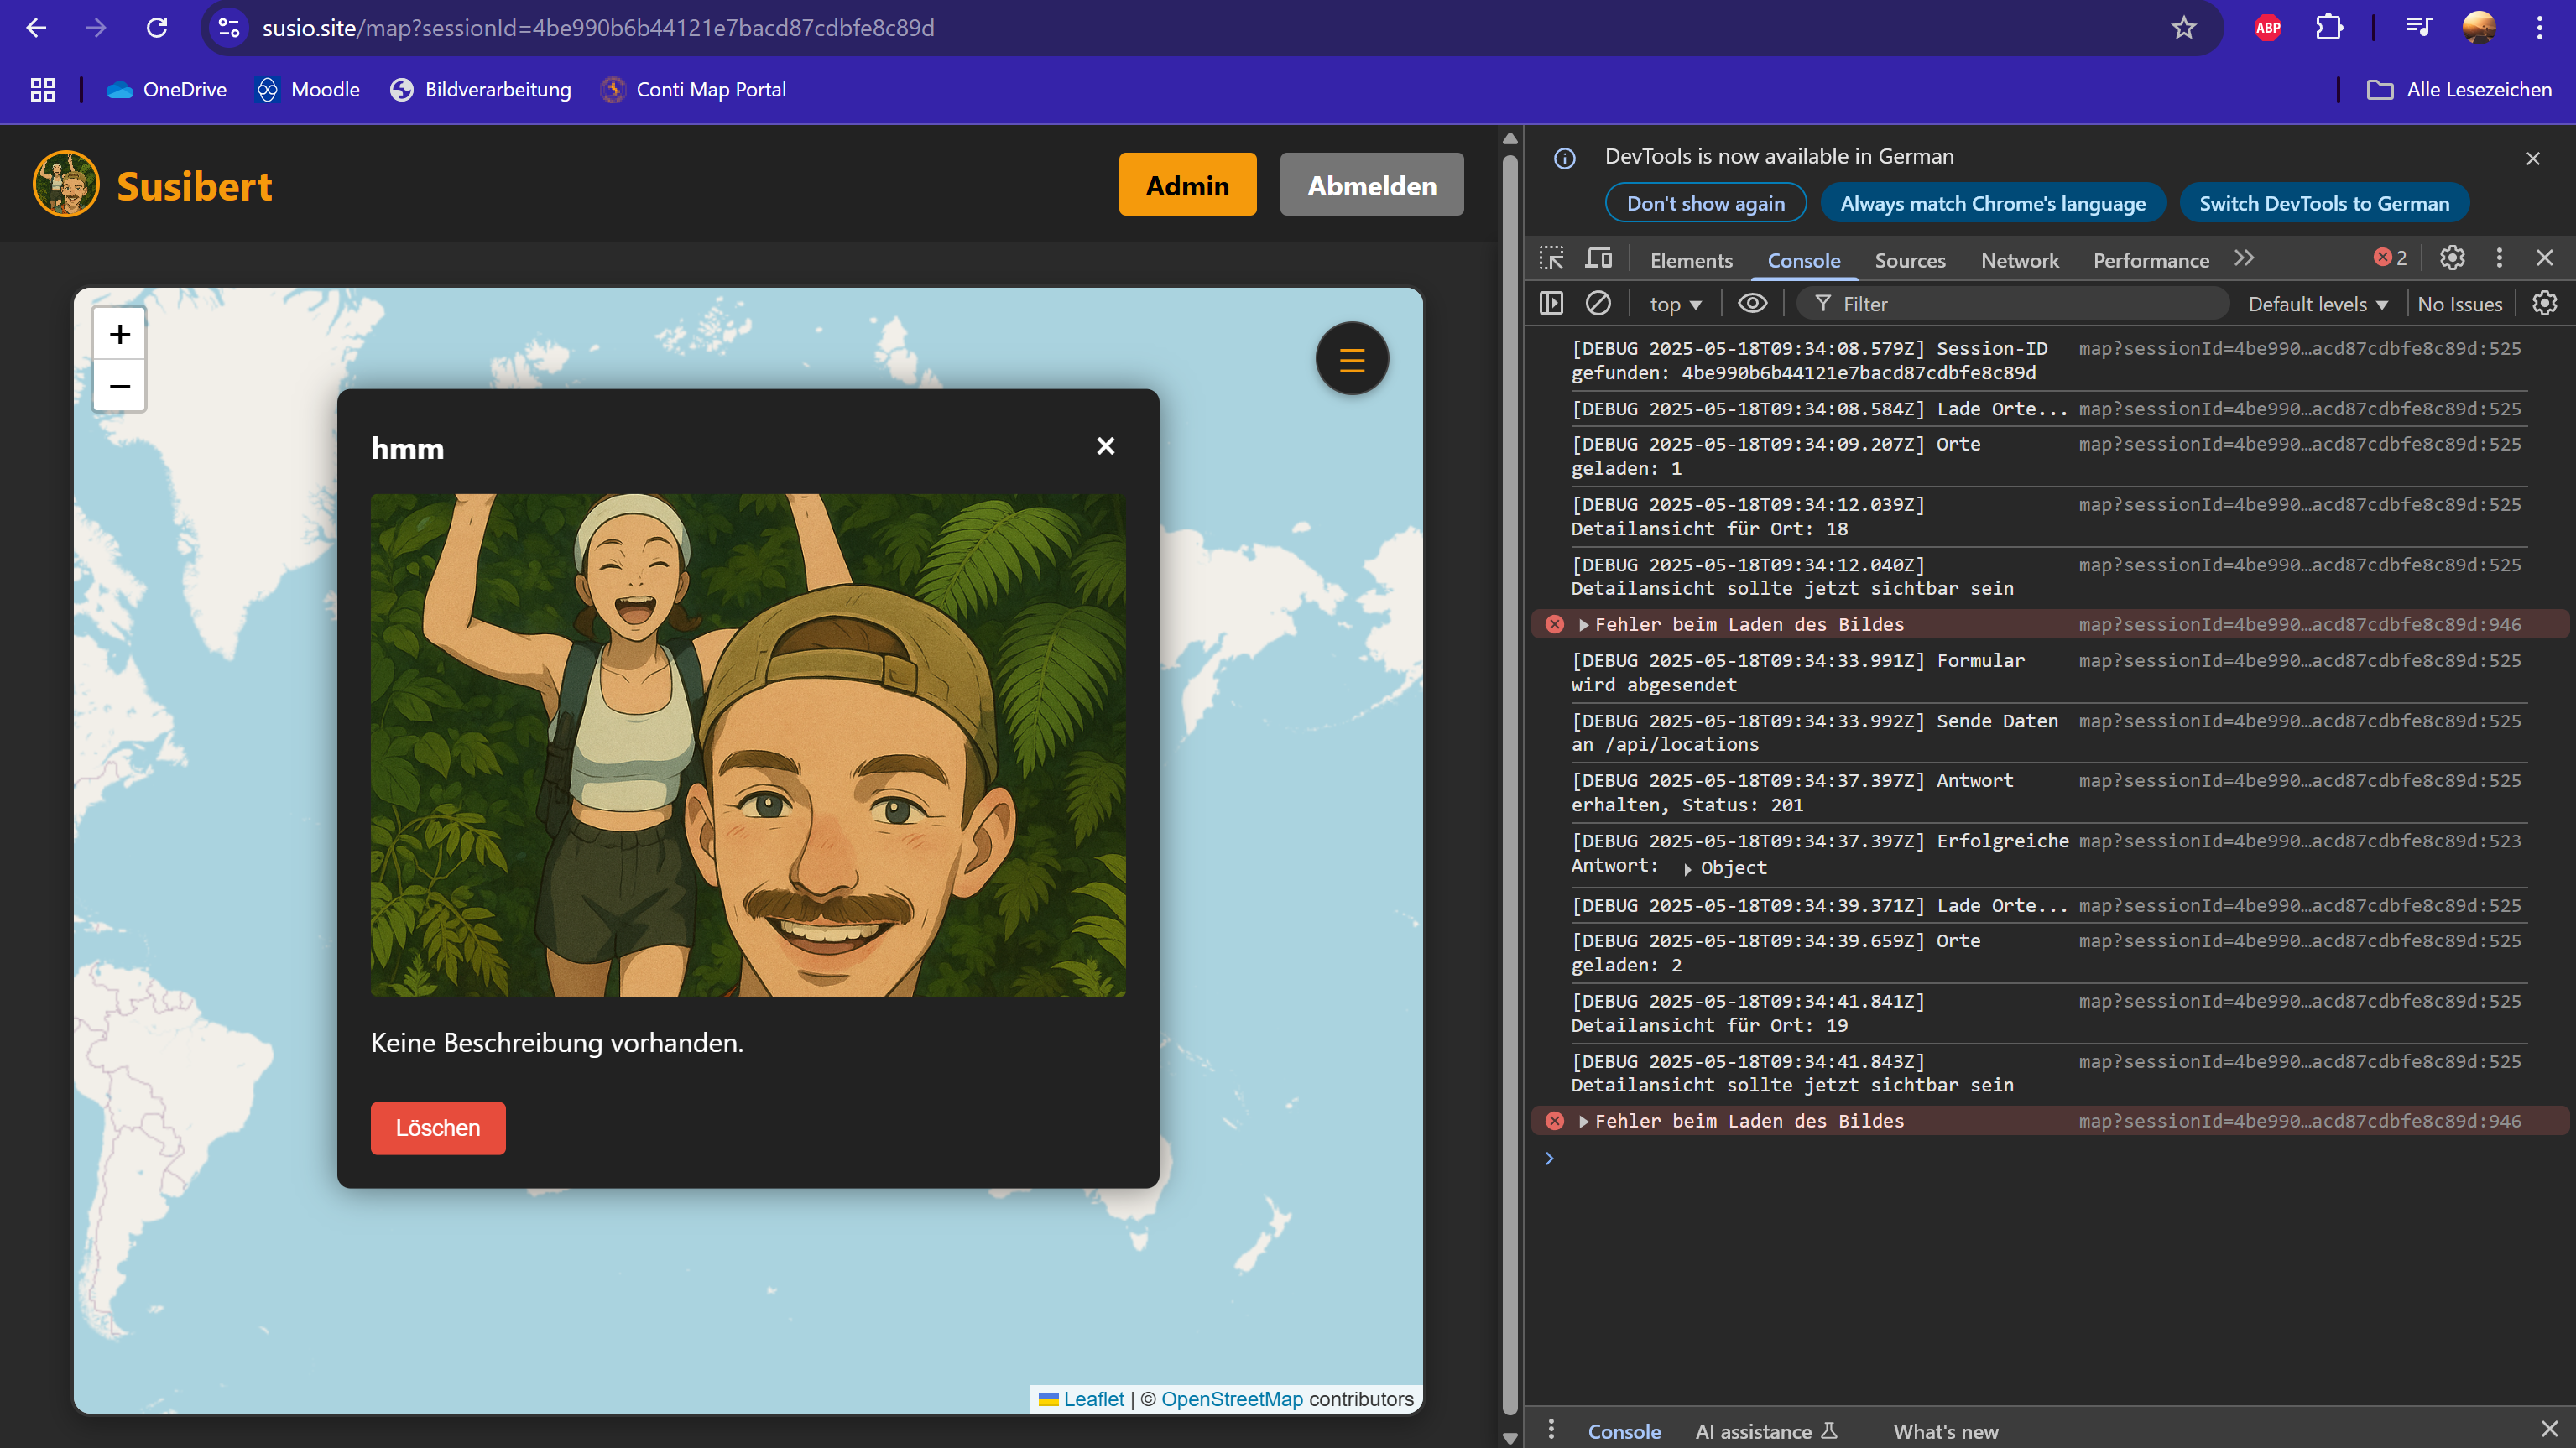 susio.site/map?sessionId=4be990b6b44121e7bacd87cdbfe8c89d
ABP
OneDrive
Moodle
Bildverarbeitung
Conti Map Portal
Alle Lesezeichen
Susibert
Admin
Abmelden
+
−
hmm
Keine Beschreibung vorhanden.
Löschen
Leaflet | © OpenStreetMap contributors
DevTools is now available in German
Don't show again
Always match Chrome's language
Switch DevTools to German
Elements
Console
Sources
Network
Performance
2
top
Filter
Default levels
No Issues
[DEBUG 2025-05-18T09:34:08.579Z] Session-ID map?sessionId=4be990…acd87cdbfe8c89d:525
gefunden: 4be990b6b44121e7bacd87cdbfe8c89d
[DEBUG 2025-05-18T09:34:08.584Z] Lade Orte... map?sessionId=4be990…acd87cdbfe8c89d:525
[DEBUG 2025-05-18T09:34:09.207Z] Orte map?sessionId=4be990…acd87cdbfe8c89d:525
geladen: 1
[DEBUG 2025-05-18T09:34:12.039Z] map?sessionId=4be990…acd87cdbfe8c89d:525
Detailansicht für Ort: 18
[DEBUG 2025-05-18T09:34:12.040Z] map?sessionId=4be990…acd87cdbfe8c89d:525
Detailansicht sollte jetzt sichtbar sein
Fehler beim Laden des Bildes map?sessionId=4be990…acd87cdbfe8c89d:946
[DEBUG 2025-05-18T09:34:33.991Z] Formular map?sessionId=4be990…acd87cdbfe8c89d:525
wird abgesendet
[DEBUG 2025-05-18T09:34:33.992Z] Sende Daten map?sessionId=4be990…acd87cdbfe8c89d:525
an /api/locations
[DEBUG 2025-05-18T09:34:37.397Z] Antwort map?sessionId=4be990…acd87cdbfe8c89d:525
erhalten, Status: 201
[DEBUG 2025-05-18T09:34:37.397Z] Erfolgreiche map?sessionId=4be990…acd87cdbfe8c89d:523
Antwort: Object
[DEBUG 2025-05-18T09:34:39.371Z] Lade Orte... map?sessionId=4be990…acd87cdbfe8c89d:525
[DEBUG 2025-05-18T09:34:39.659Z] Orte map?sessionId=4be990…acd87cdbfe8c89d:525
geladen: 2
[DEBUG 2025-05-18T09:34:41.841Z] map?sessionId=4be990…acd87cdbfe8c89d:525
Detailansicht für Ort: 19
[DEBUG 2025-05-18T09:34:41.843Z] map?sessionId=4be990…acd87cdbfe8c89d:525
Detailansicht sollte jetzt sichtbar sein
Fehler beim Laden des Bildes map?sessionId=4be990…acd87cdbfe8c89d:946
Console
AI assistance
What's new